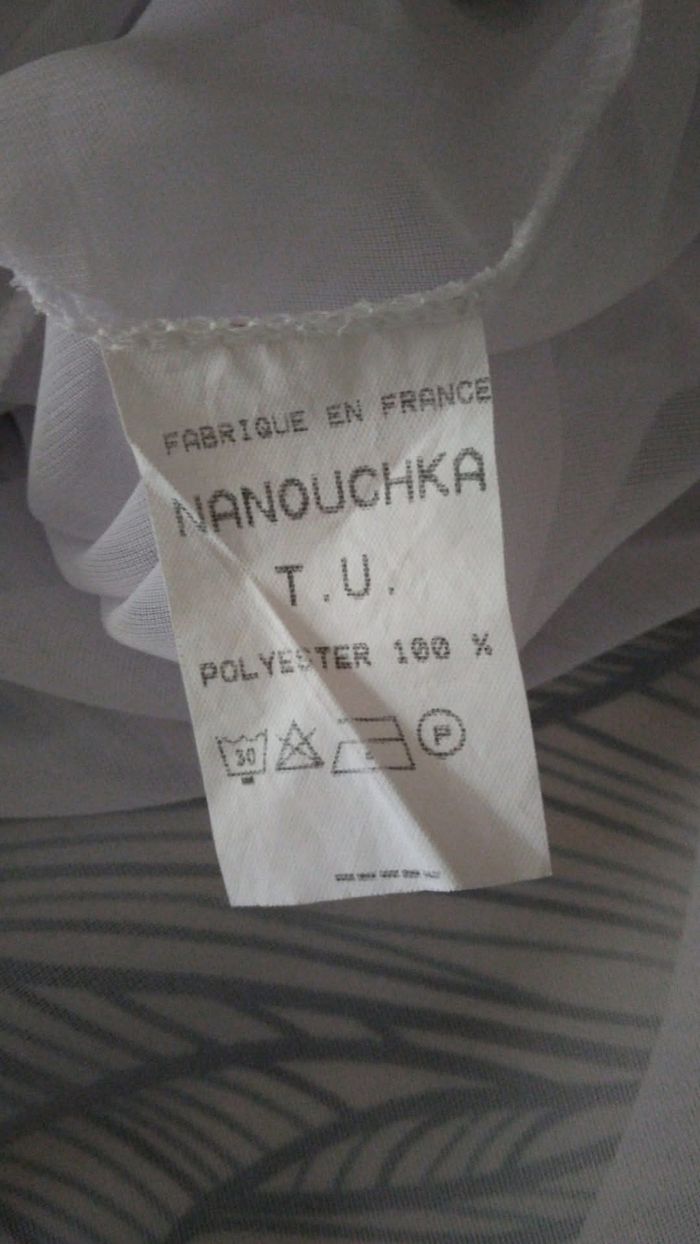 FABRIQUE EN FRANCE
NANOUCHKA
T.U.
POLYESTER 100 %
30 P